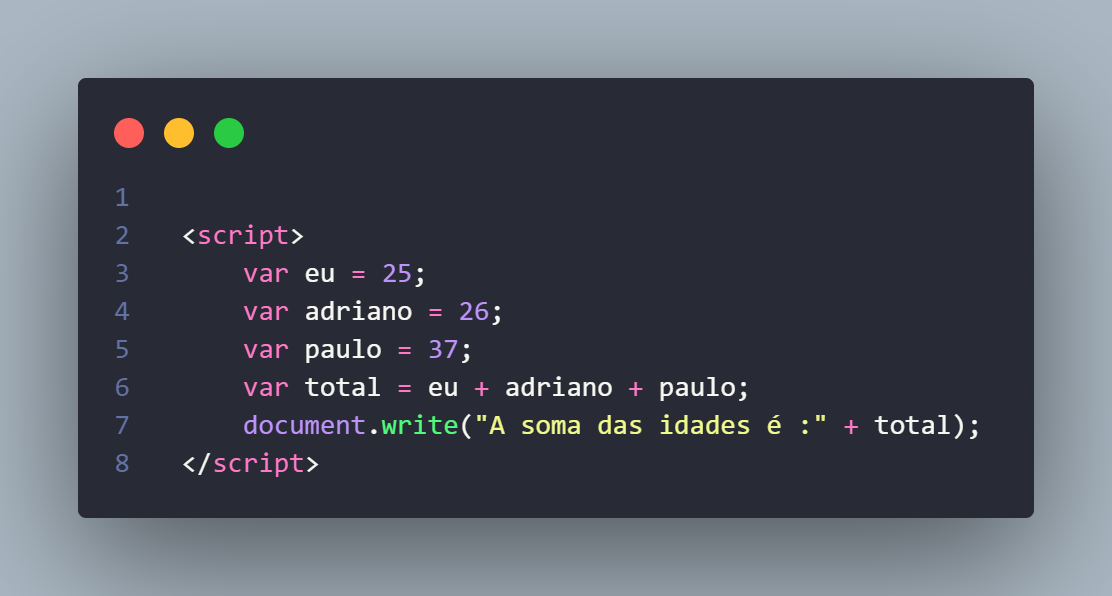 1
2 <script>
3 var eu = 25;
4 var adriano = 26;
5 var paulo = 37;
6 var total = eu + adriano + paulo;
7 document.write("A soma das idades é :" + total);
8 </script>